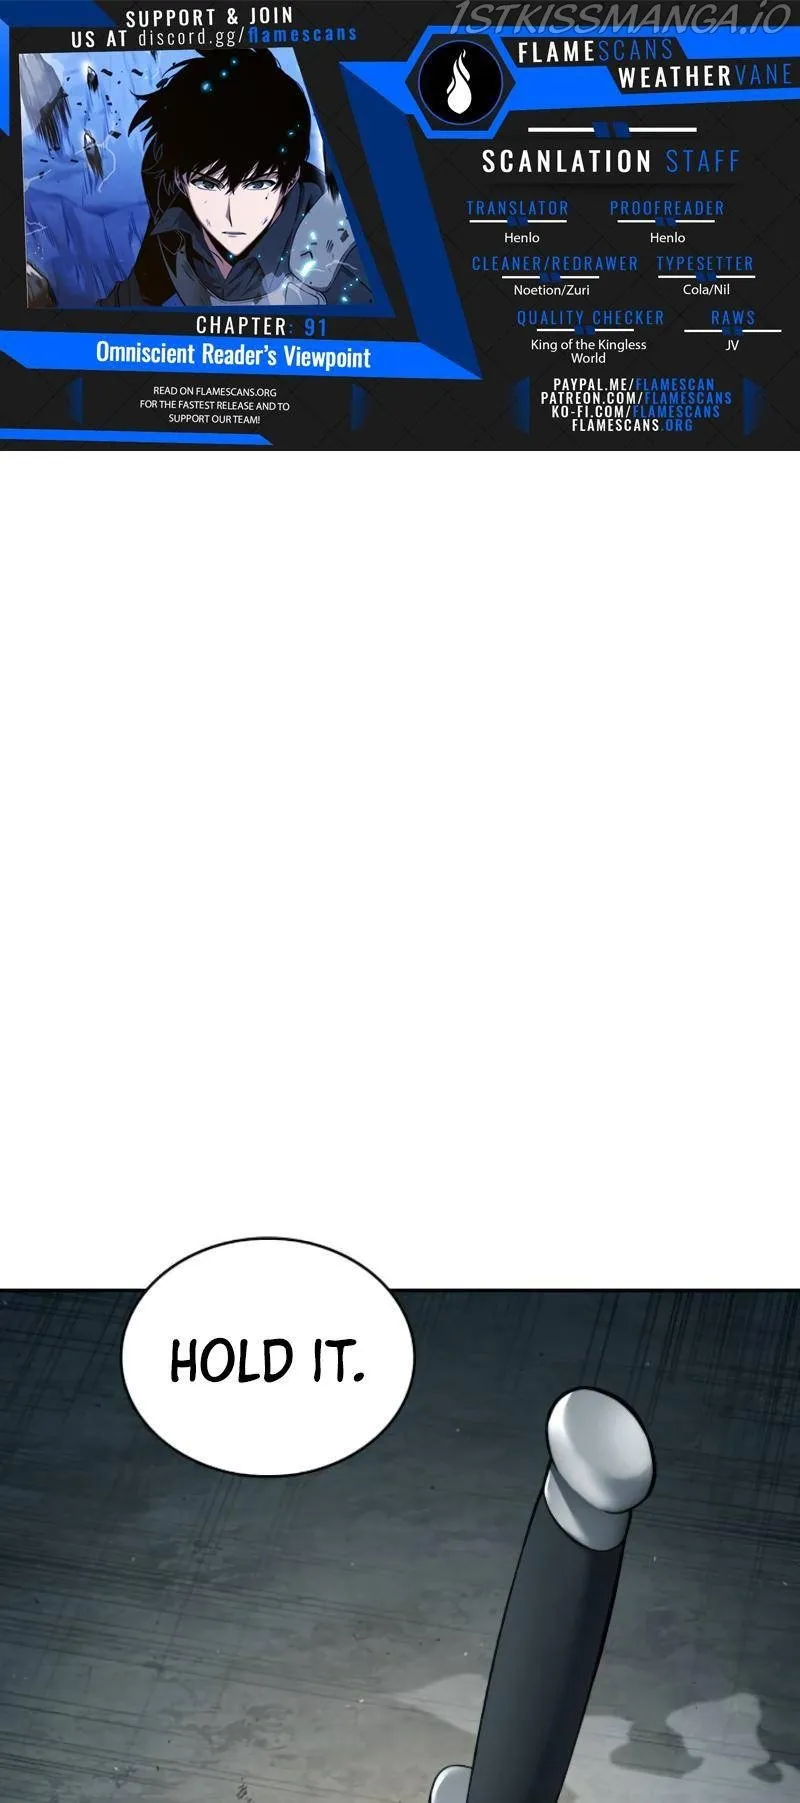 1STKISSMANGA.IO
SUPPORT & JOIN
US AT discord.gg/flamescans
FLAMESCANS
WEATHERVANE
SCANLATION STAFF
TRANSLATOR
Henlo
PROOFREADER
Henlo
CLEANER/REDRAWER
Noetion/Zuri
TYPESETTER
Cola/Nil
QUALITY CHECKER
King of the Kingless
World
RAWS
JV
CHAPTER: 91
Omniscient Reader's Viewpoint
READ ON FLAMESCANS.ORG
FOR THE FASTEST RELEASE AND TO
SUPPORT OUR TEAM!
PAYPAL.ME/FLAMESCAN
PATREON.COM/FLAMESCANS
KO-FI.COM/FLAMESCANS
FLAMESCANS.ORG
HOLD IT.